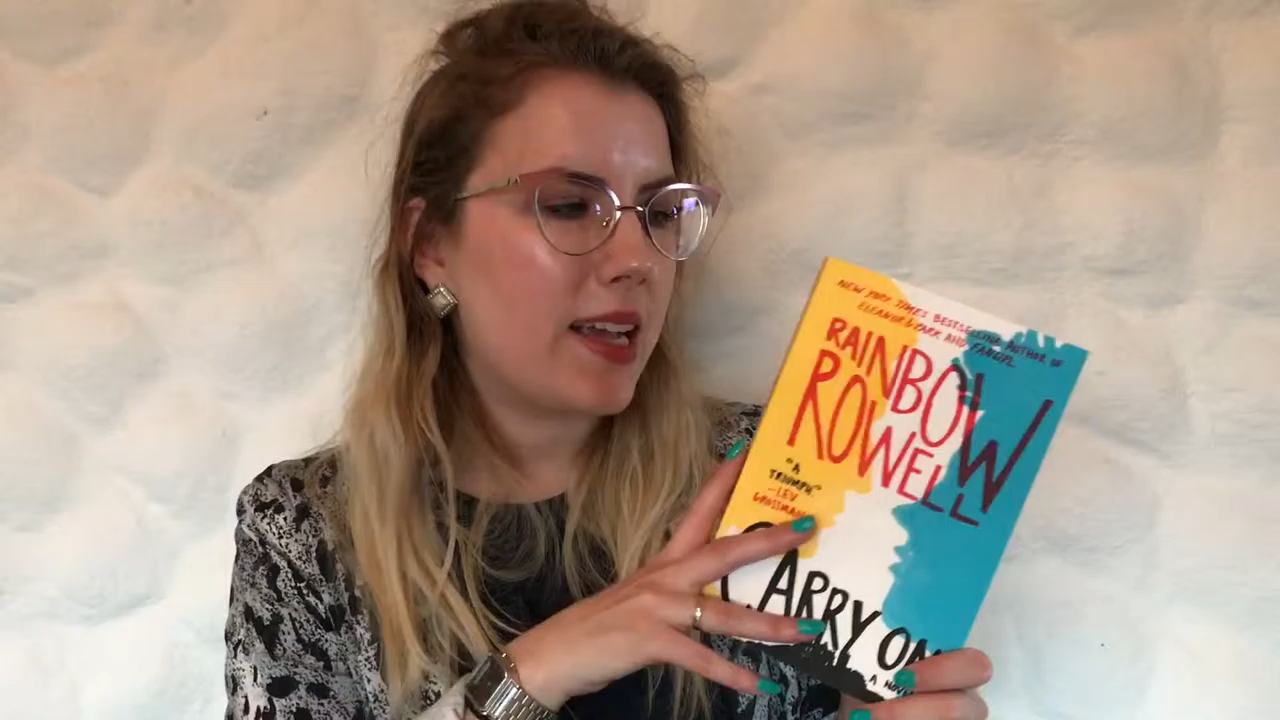 NEW YORK TIMES BESTSELLING AUTHOR OF
ELEANOR & PARK AND FANGIRL
RAINBOW
ROWELL
"A
TRIUMPH."
—LEV
GROSSMAN
CARRY ON
A NOVEL